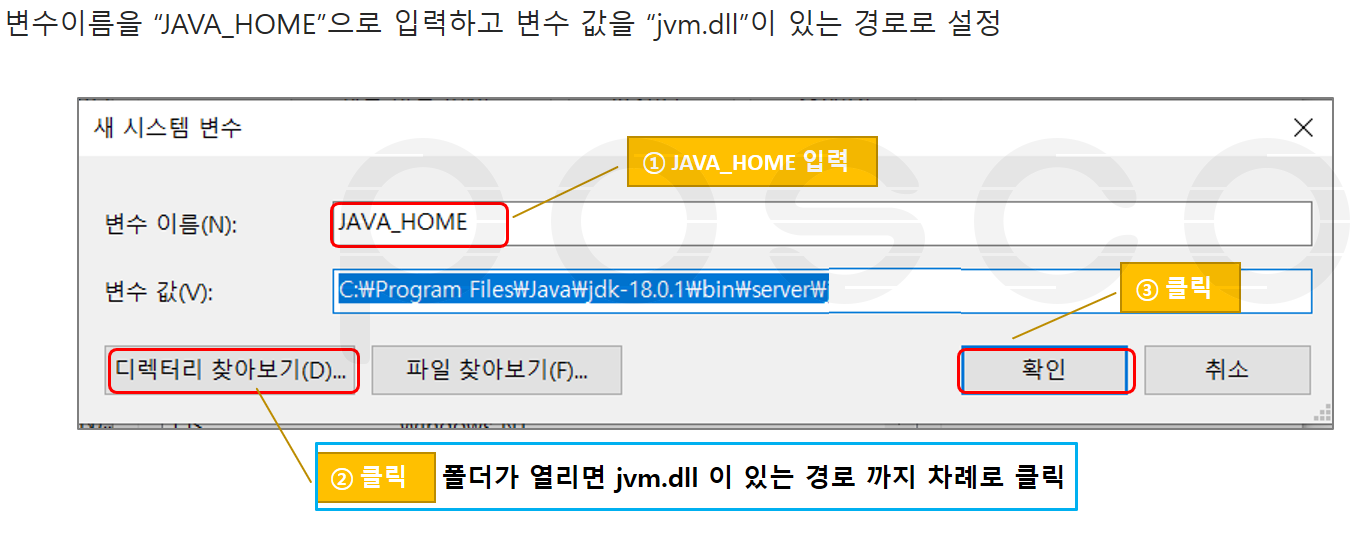 변수이름을 “JAVA_HOME”으로 입력하고 변수 값을 “jvm.dll”이 있는 경로로 설정
새 시스템 변수
① JAVA_HOME 입력
posco
변수 이름(N):
JAVA_HOME
변수 값(V):
C:₩Program Files₩Java₩jdk-18.0.1₩bin₩server₩
③ 클릭
디렉터리 찾아보기(D)...
파일 찾아보기(F)...
확인
취소
② 클릭
폴더가 열리면 jvm.dll 이 있는 경로 까지 차례로 클릭